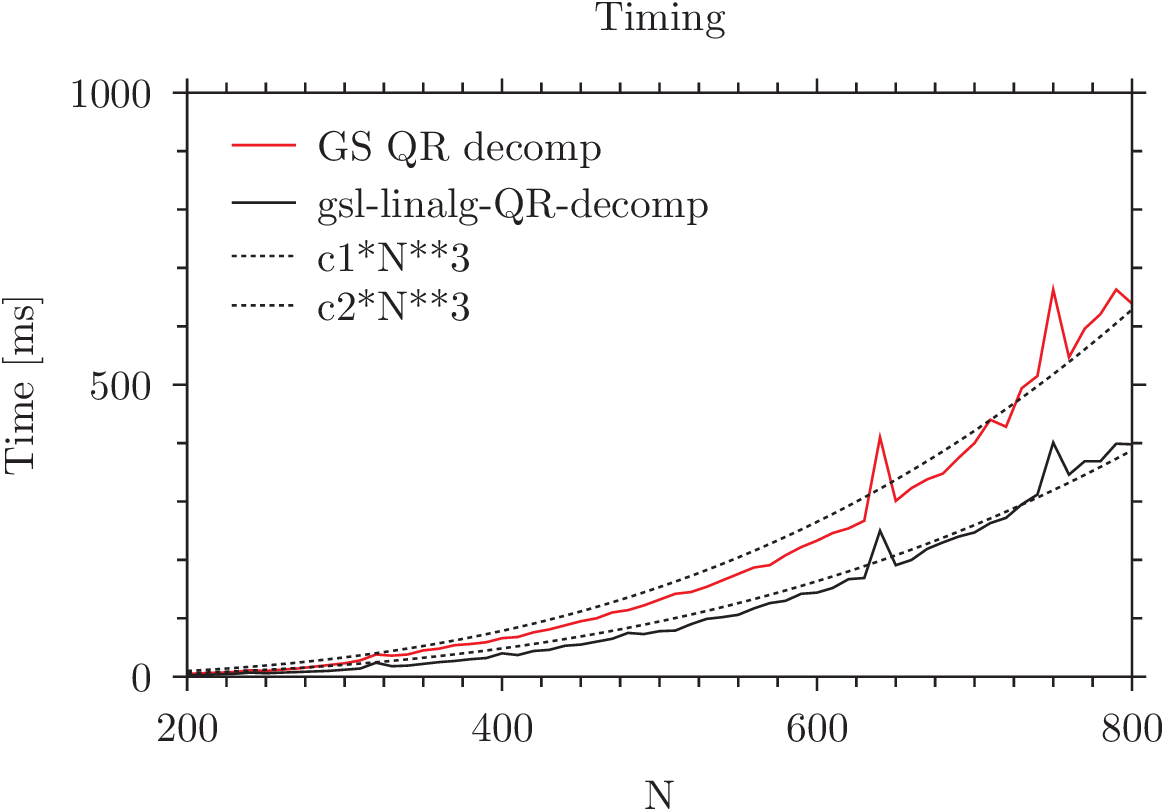 Timing
1000
GS QR decomp
gsl-linalg-QR-decomp
c1*N**3
c2*N**3
Time [ms]
500
0
200 400 600 800
N